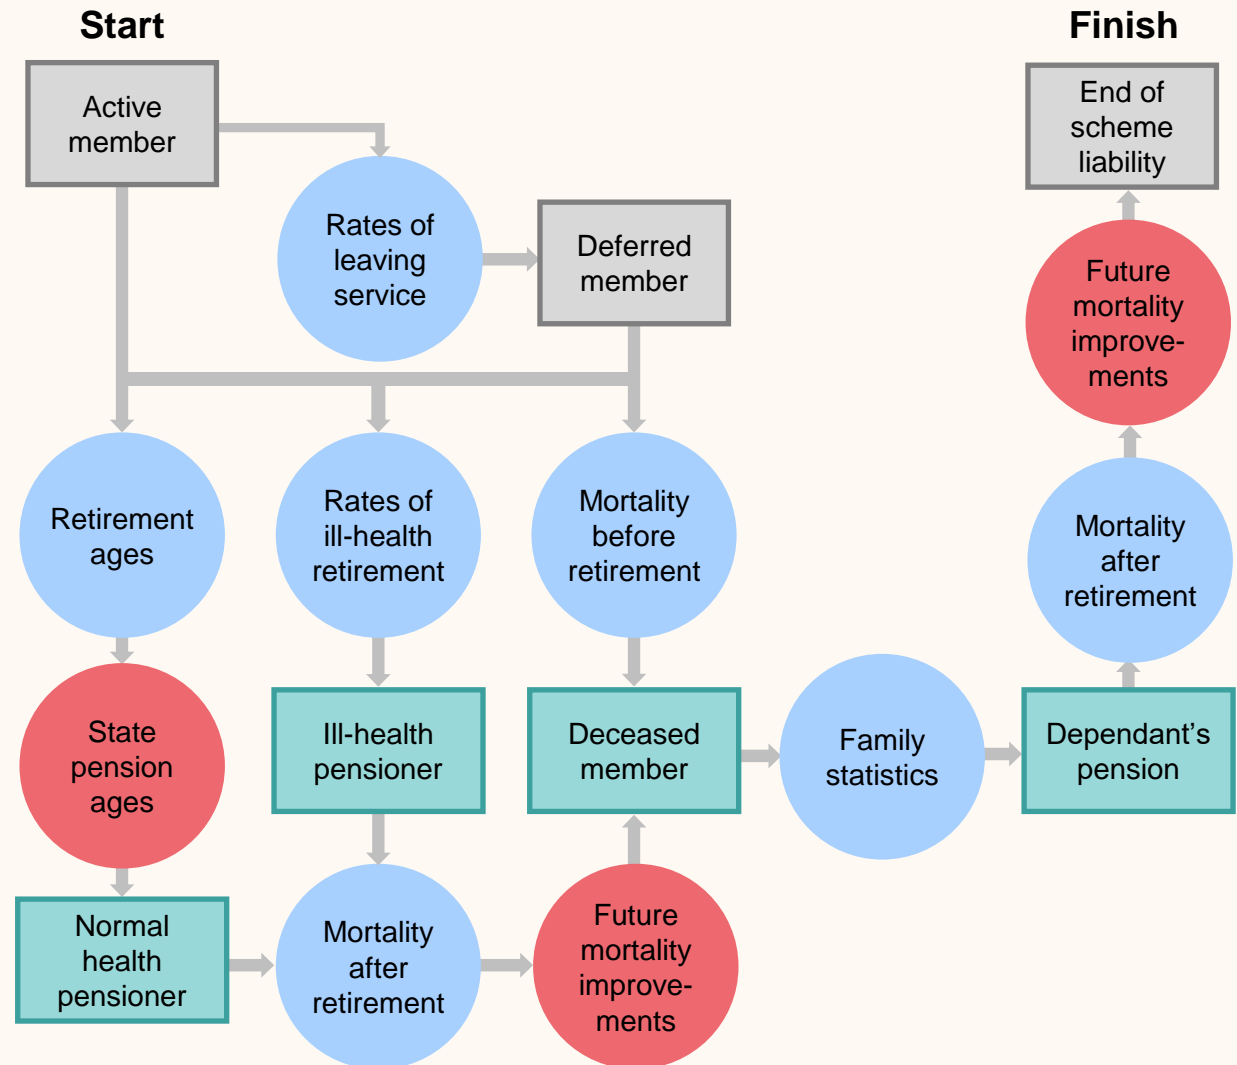 Start
Finish
Active
member
End of
scheme
liability
Rates of
leaving
service
Deferred
member
Future
mortality
improve-
ments
Retirement
ages
Rates of
ill-health
retirement
Mortality
before
retirement
Mortality
after
retirement
State
pension
ages
Ill-health
pensioner
Deceased
member
Family
statistics
Dependant's
pension
Normal
health
pensioner
Mortality
after
retirement
Future
mortality
improve-
ments